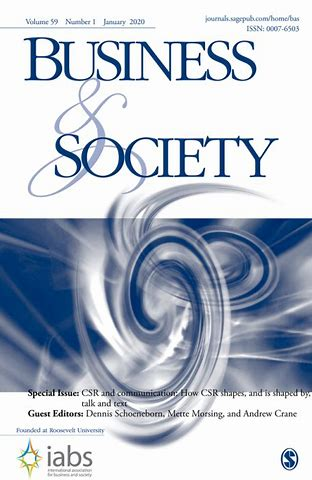 Volume 59    Number 1    January 2020
journals.sagepub.com/home/bas
ISSN: 0007-6503
BUSINESS
&
SOCIETY
Special Issue: CSR and communication: How CSR shapes, and is shaped by,
talk and text
Guest Editors: Dennis Schoeneborn, Mette Morsing, and Andrew Crane
Founded at Roosevelt University
iabs
international association
for business and society
S